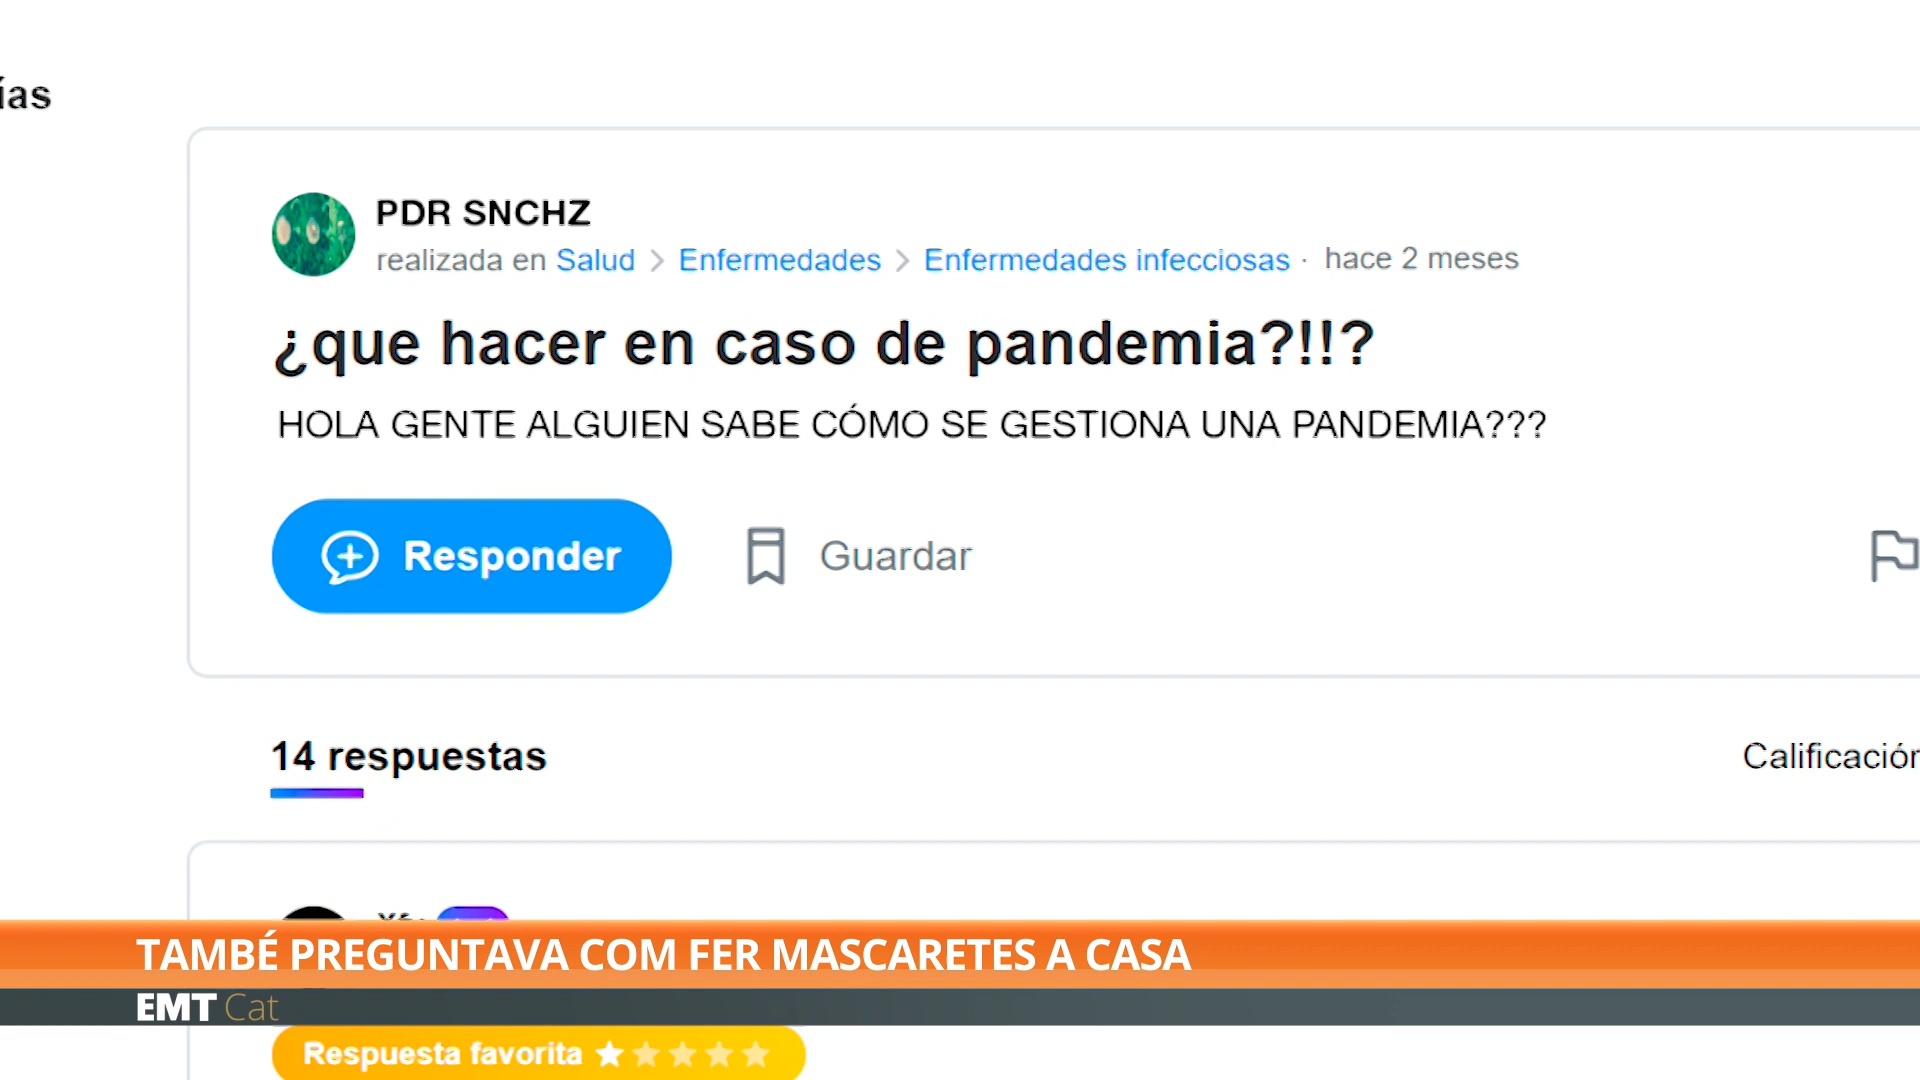 ías
PDR SNCHZ
realizada en Salud > Enfermedades > Enfermedades infecciosas · hace 2 meses
¿que hacer en caso de pandemia?!!?
HOLA GENTE ALGUIEN SABE CÓMO SE GESTIONA UNA PANDEMIA???
Responder
Guardar
14 respuestas
Calificación
TAMBÉ PREGUNTAVA COM FER MASCARETES A CASA
EMT Cat
Respuesta favorita